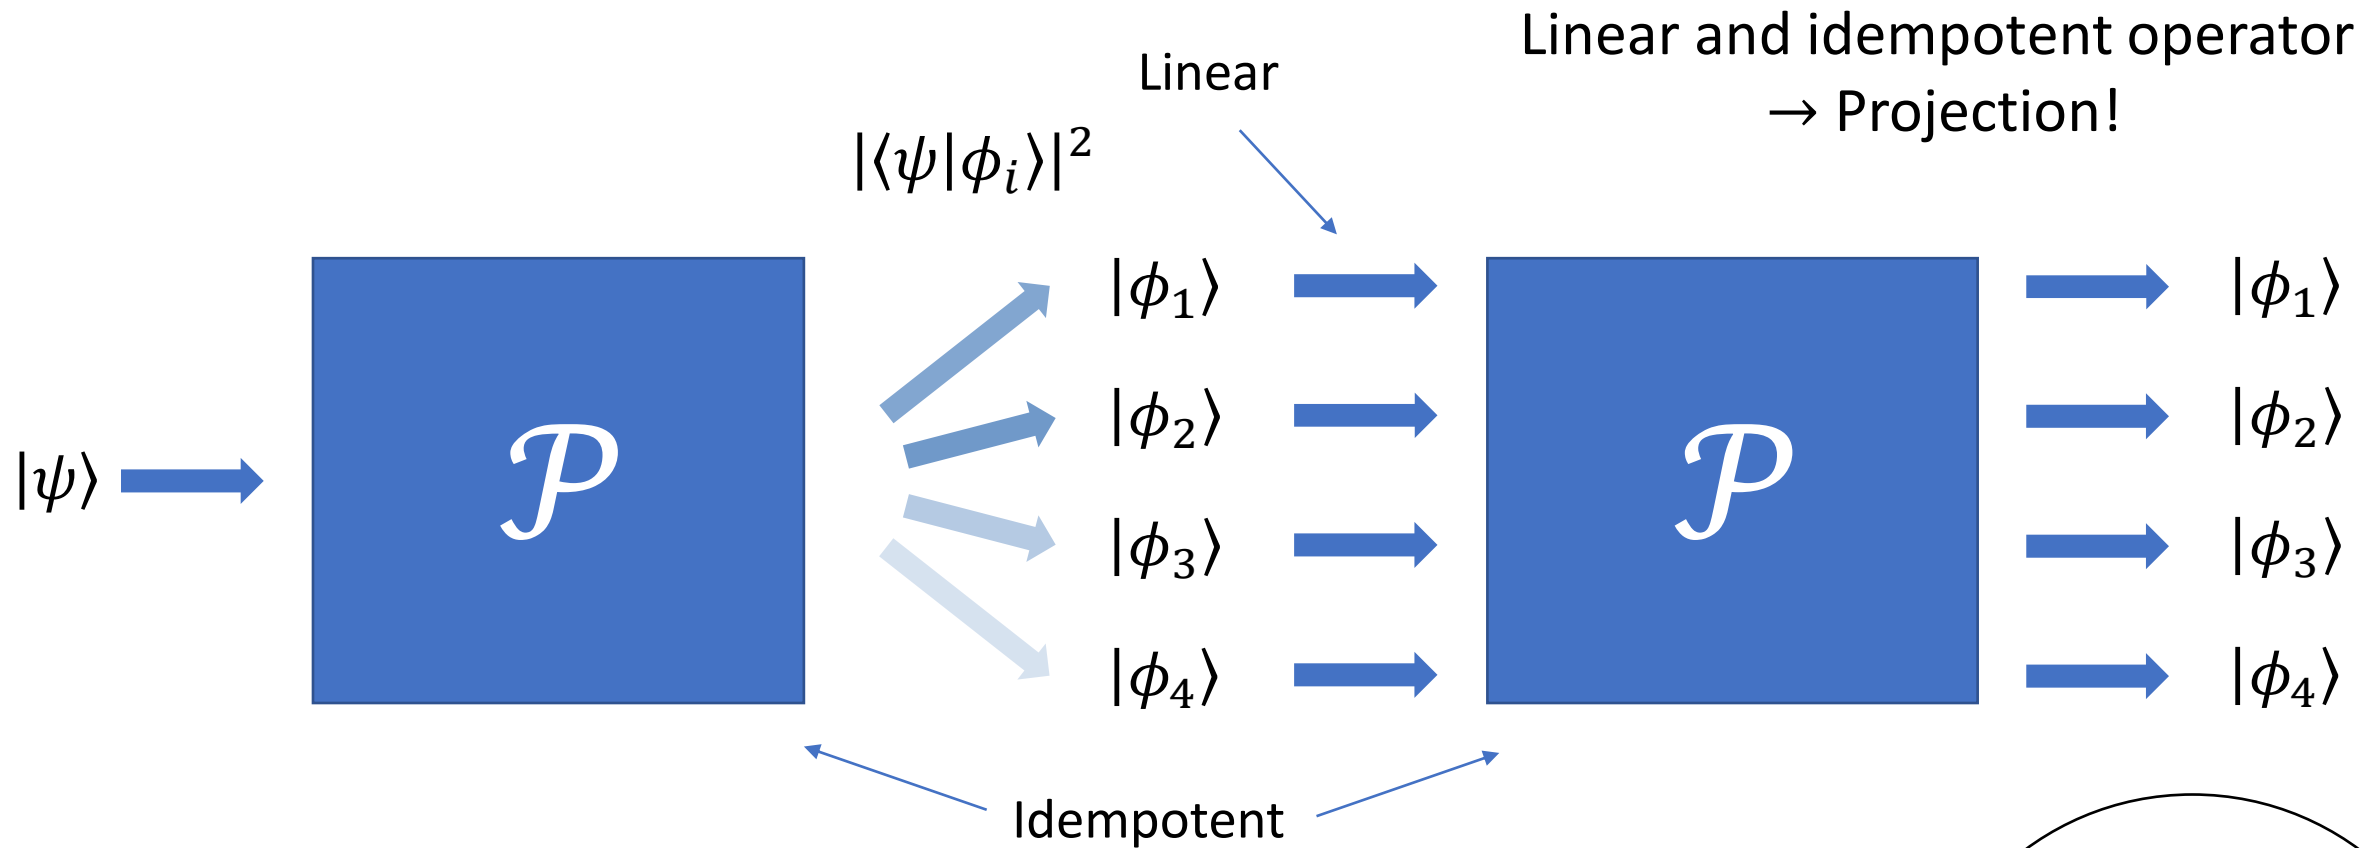 Linear and idempotent operator
→ Projection!
Linear
|⟨ψ|ϕᵢ⟩|²
|ψ⟩
𝒫
|ϕ₁⟩
|ϕ₂⟩
|ϕ₃⟩
|ϕ₄⟩
𝒫
|ϕ₁⟩
|ϕ₂⟩
|ϕ₃⟩
|ϕ₄⟩
Idempotent